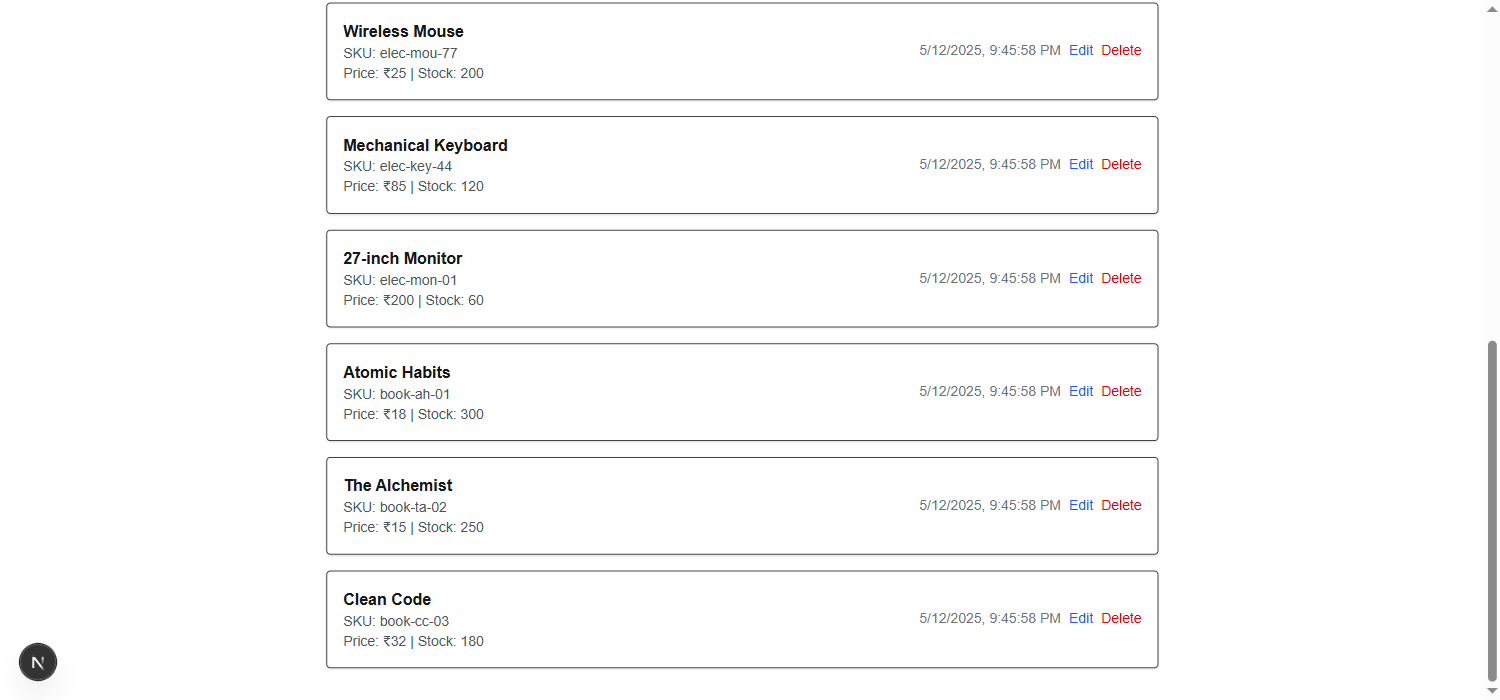 Wireless Mouse
SKU: elec-mou-77
Price: ₹25 | Stock: 200
5/12/2025, 9:45:58 PM Edit Delete
Mechanical Keyboard
SKU: elec-key-44
Price: ₹85 | Stock: 120
5/12/2025, 9:45:58 PM Edit Delete
27-inch Monitor
SKU: elec-mon-01
Price: ₹200 | Stock: 60
5/12/2025, 9:45:58 PM Edit Delete
Atomic Habits
SKU: book-ah-01
Price: ₹18 | Stock: 300
5/12/2025, 9:45:58 PM Edit Delete
The Alchemist
SKU: book-ta-02
Price: ₹15 | Stock: 250
5/12/2025, 9:45:58 PM Edit Delete
Clean Code
SKU: book-cc-03
Price: ₹32 | Stock: 180
5/12/2025, 9:45:58 PM Edit Delete
N